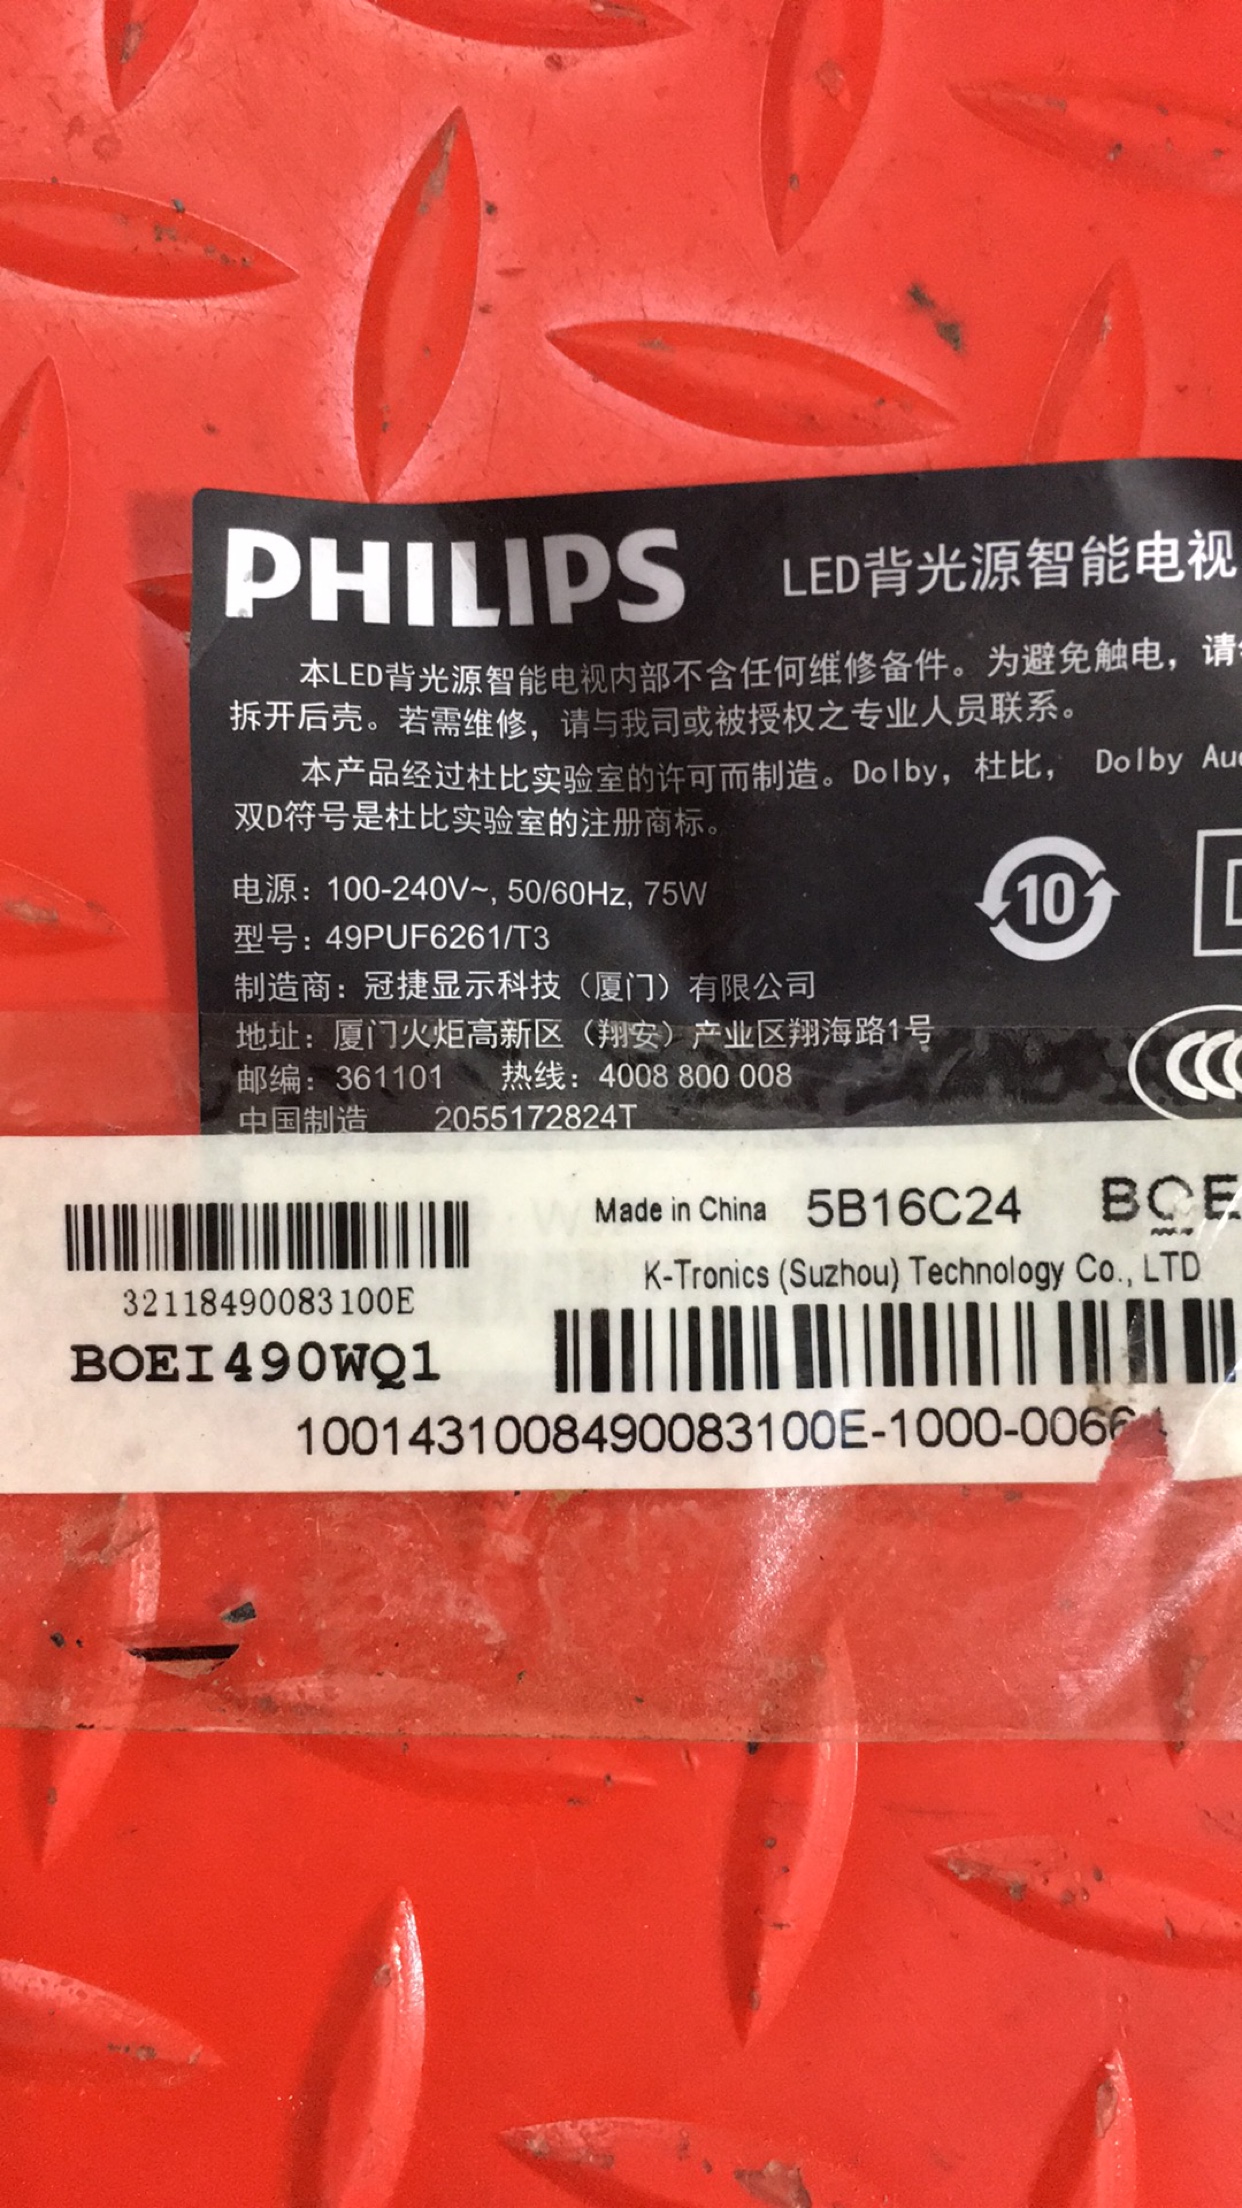 PHILIPS LED背光源智能电视
本LED背光源智能电视内部不含任何维修备件。为避免触电，请
拆开后壳。若需维修，请与我司或被授权之专业人员联系。
本产品经过杜比实验室的许可而制造。Dolby，杜比， Dolby
双D符号是杜比实验室的注册商标。
电源：100-240V~, 50/60Hz, 75W
10
型号：49PUF6261/T3
制造商：冠捷显示科技（厦门）有限公司
地址：厦门火炬高新区（翔安）产业区翔海路1号
邮编：361101 热线：4008 800 008
中国制造 2055172824T
Made in China 5B16C24 BOE
K-Tronics (Suzhou) Technology Co., LTD
32118490083100E
BOEI490WQ1
1001431008490083100E-1000-0066